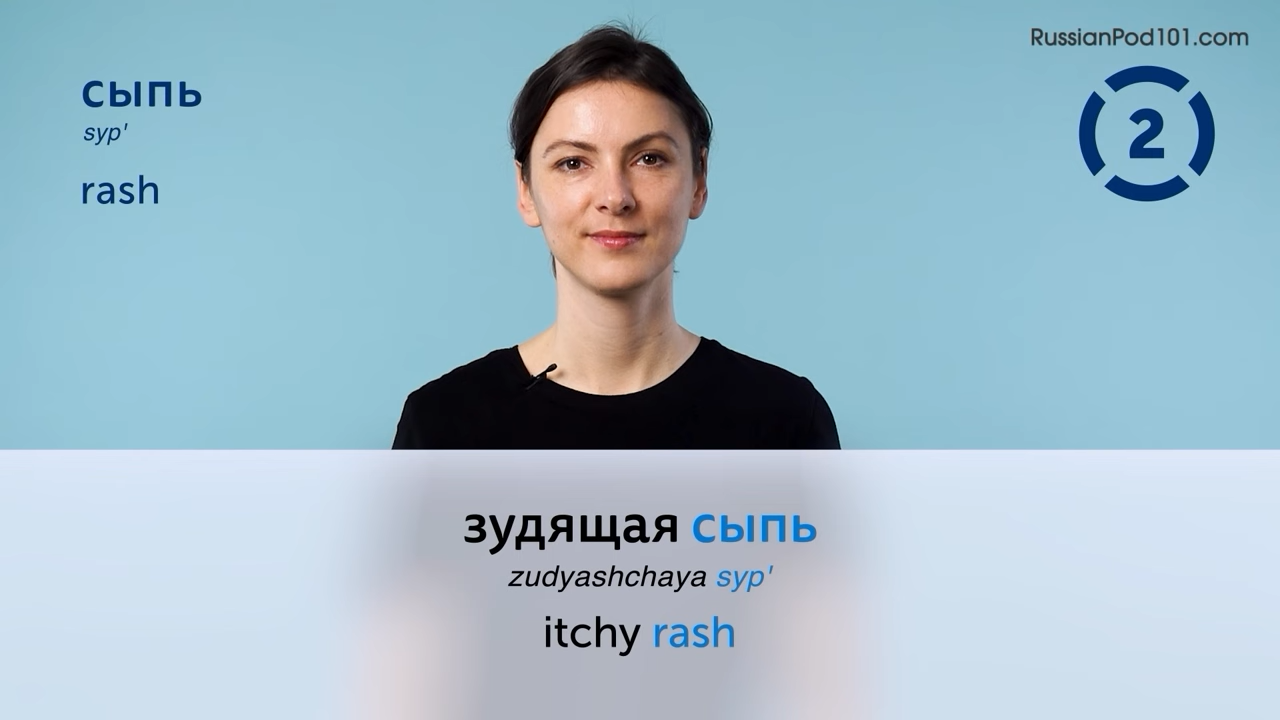 RussianPod101.com
сыпь
syp'
rash
2
зудящая сыпь
zudyashchaya syp'
itchy rash